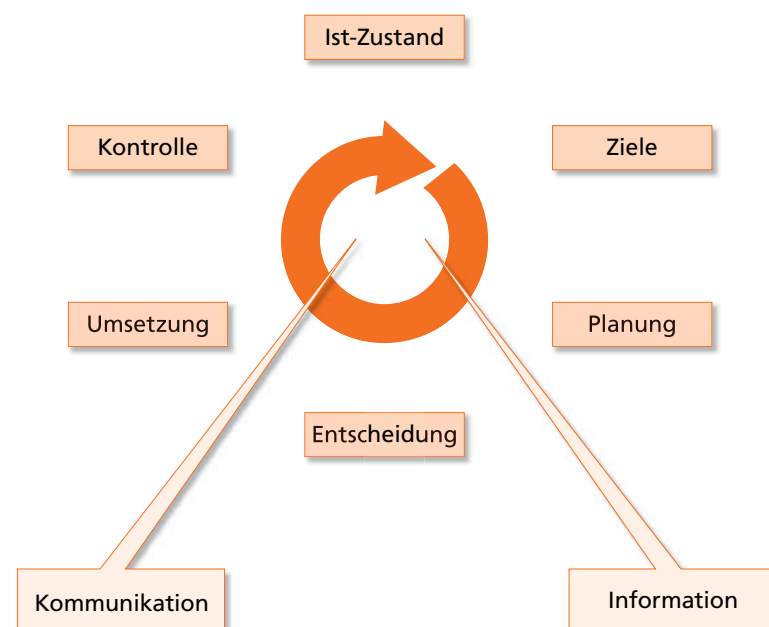 Ist-Zustand
Kontrolle
Ziele
Umsetzung
Planung
Entscheidung
Kommunikation
Information